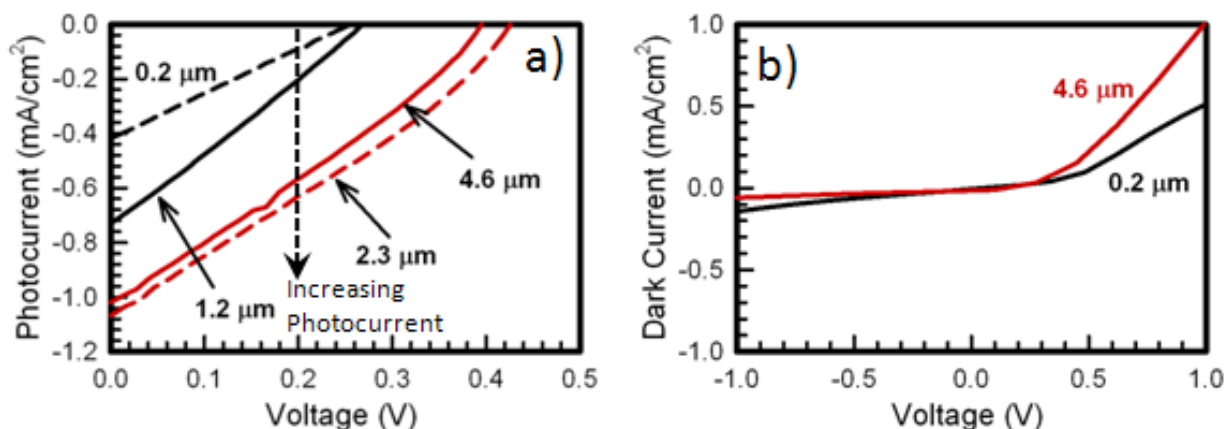 a)
Photocurrent (mA/cm²)
0.0
-0.2
-0.4
-0.6
-0.8
-1.0
-1.2
0.2 μm
4.6 μm
2.3 μm
1.2 μm
Increasing
Photocurrent
0.0 0.1 0.2 0.3 0.4 0.5
Voltage (V)
b)
Dark Current (mA/cm²)
1.0
0.5
0.0
-0.5
-1.0
4.6 μm
0.2 μm
-1.0 -0.5 0.0 0.5 1.0
Voltage (V)